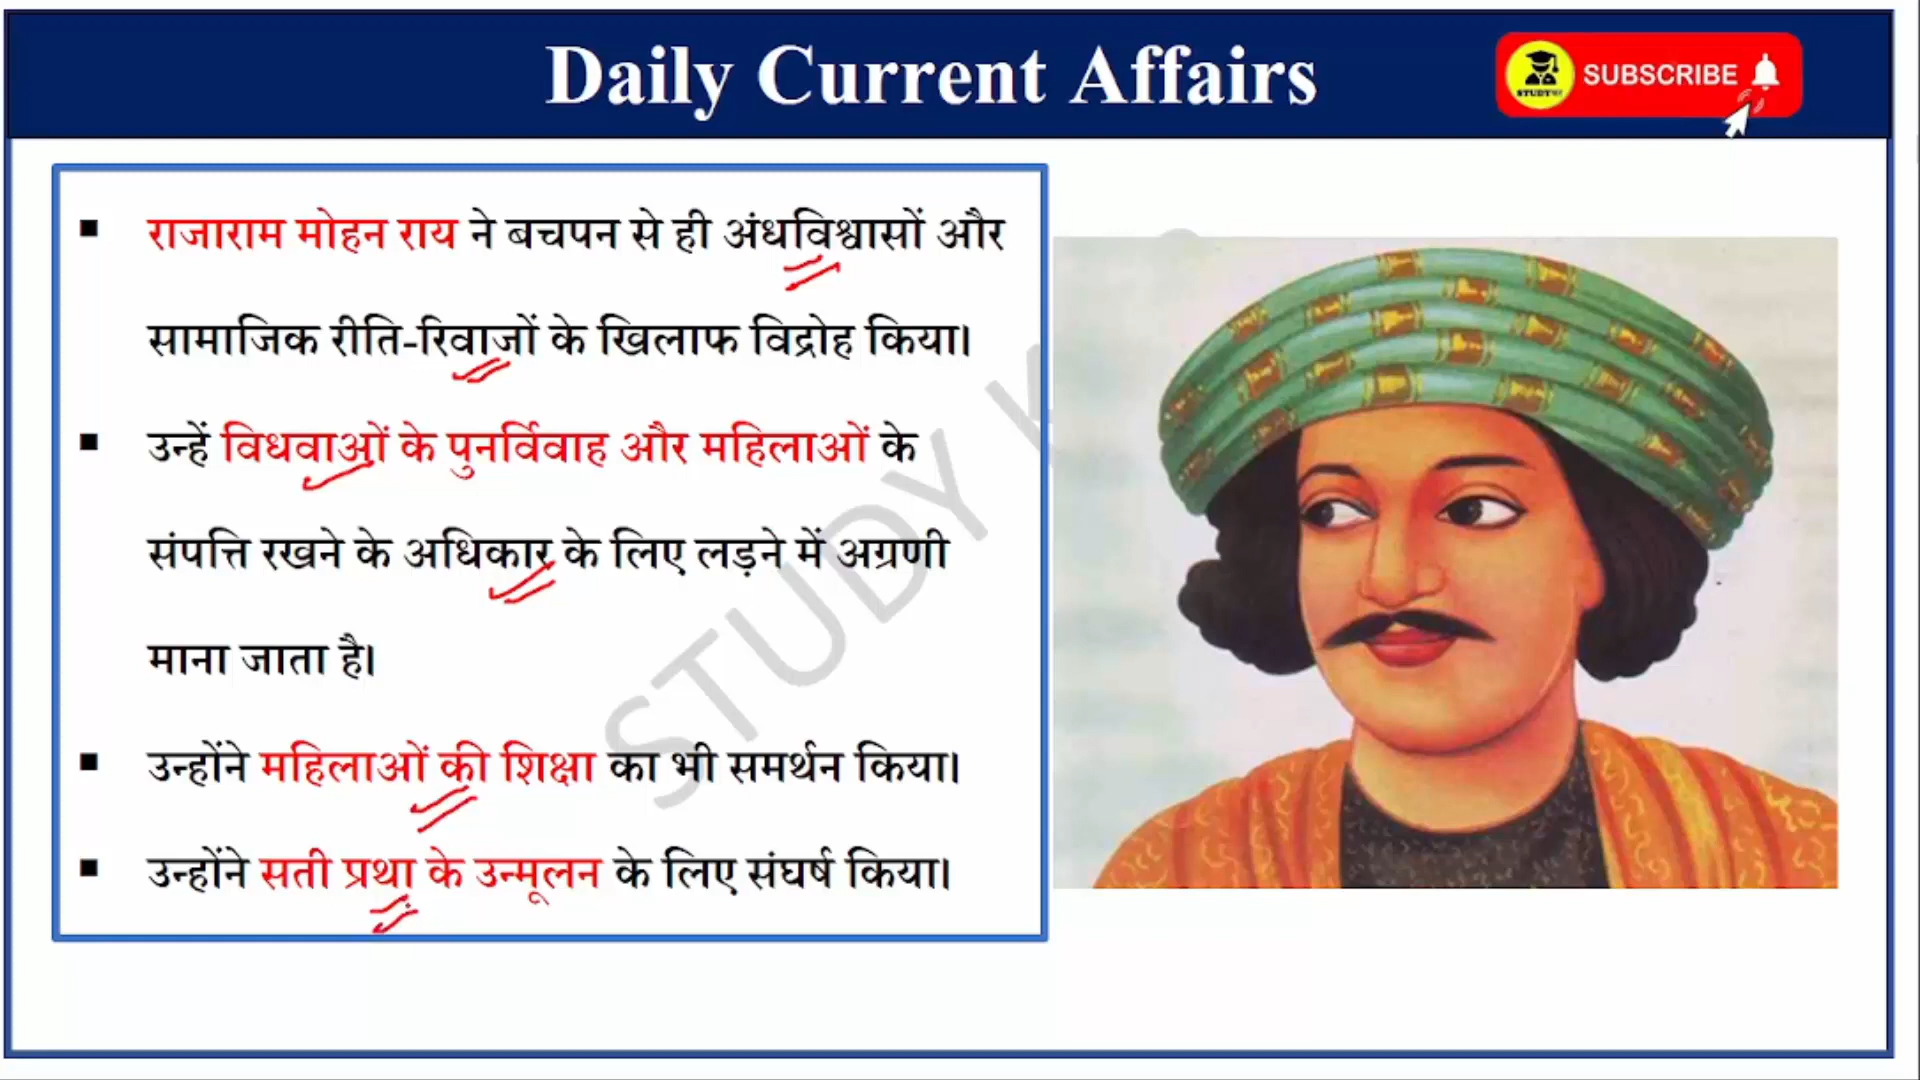 Daily Current Affairs
SUBSCRIBE
राजाराम मोहन राय ने बचपन से ही अंधविश्वासों और
सामाजिक रीति-रिवाजों के खिलाफ विद्रोह किया।
उन्हें विधवाओं के पुनर्विवाह और महिलाओं के
संपत्ति रखने के अधिकार के लिए लड़ने में अग्रणी
माना जाता है।
उन्होंने महिलाओं की शिक्षा का भी समर्थन किया।
उन्होंने सती प्रथा के उन्मूलन के लिए संघर्ष किया।
STUDY K